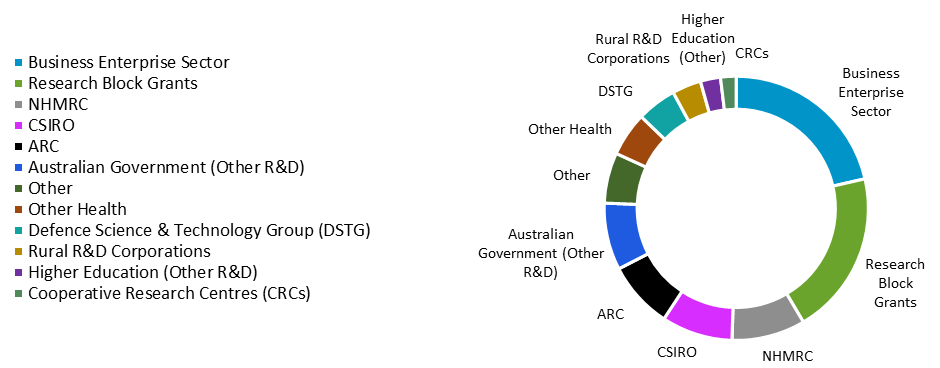 Business Enterprise Sector
Research Block Grants
NHMRC
CSIRO
ARC
Australian Government (Other R&D)
Other
Other Health
Defence Science & Technology Group (DSTG)
Rural R&D Corporations
Higher Education (Other R&D)
Cooperative Research Centres (CRCs)
Business
Enterprise
Sector
Research
Block
Grants
NHMRC
CSIRO
ARC
Australian
Government (Other
R&D)
Other
Other Health
DSTG
Rural R&D
Corporations
Higher
Education
(Other)
CRCs